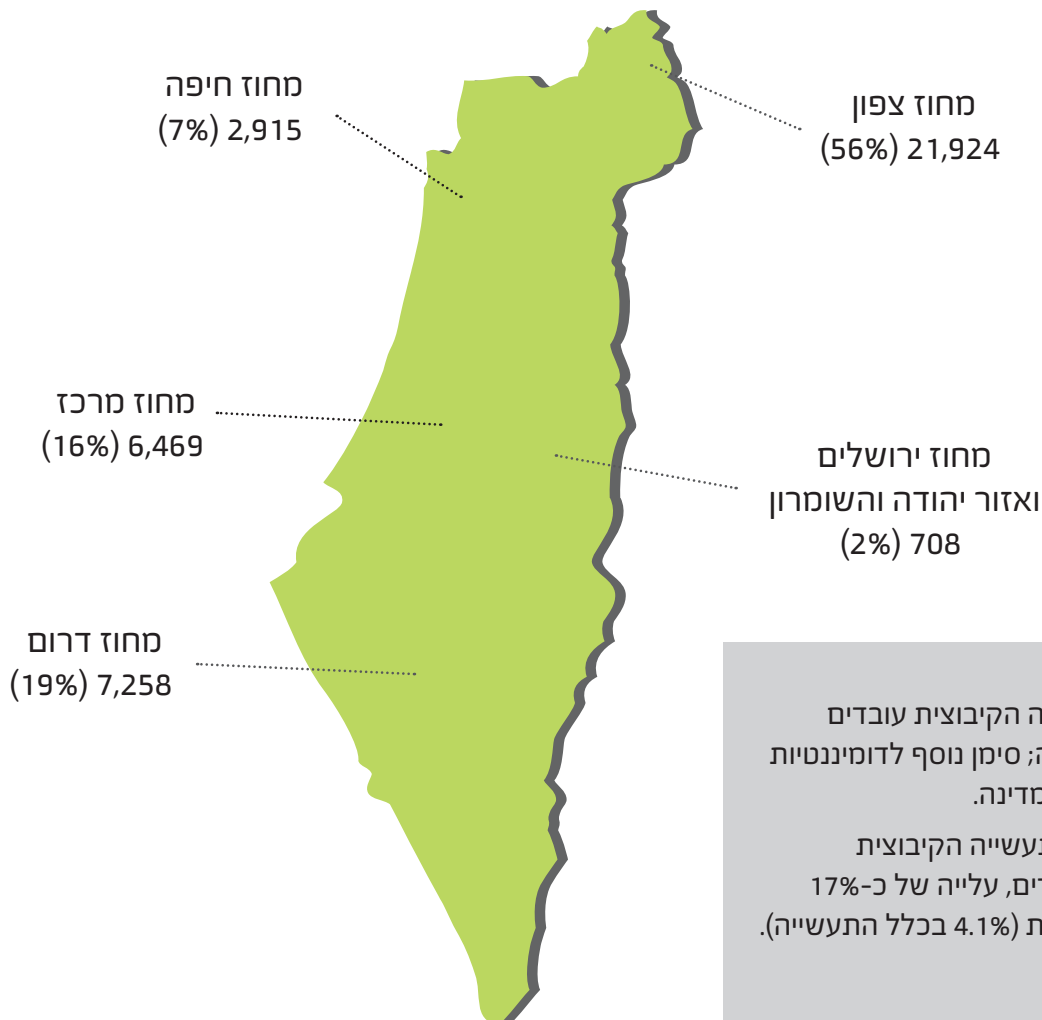 מחוז חיפה
2,915 (7%)
מחוז צפון
21,924 (56%)
מחוז מרכז
6,469 (16%)
מחוז ירושלים
ואזור יהודה והשומרון
708 (2%)
מחוז דרום
7,258 (19%)
ה הקיבוצית עובדים
ה; סימן נוסף לדומיננטיות
מדינה.
נעשייה הקיבוצית
רים, עלייה של כ-17%
ת (4.1% בכלל התעשייה).